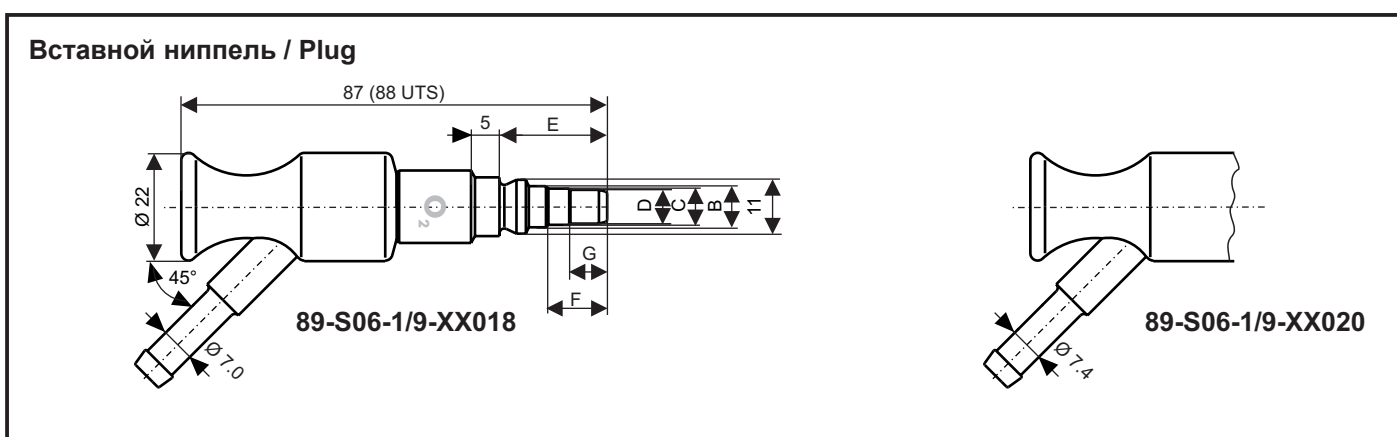 Вставной ниппель / Plug
87 (88 UTS)
5
E
Ø 22
O2
D
C
B
11
G
F
45°
89-S06-1/9-XX018
Ø 7.0
89-S06-1/9-XX020
Ø 7.4